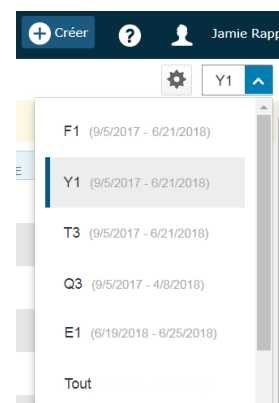 Créer ? Jamie Rapp
Y1
F1 (9/5/2017 - 6/21/2018)
E
Y1 (9/5/2017 - 6/21/2018)
T3 (9/5/2017 - 6/21/2018)
Q3 (9/5/2017 - 4/8/2018)
E1 (6/19/2018 - 6/25/2018)
Tout